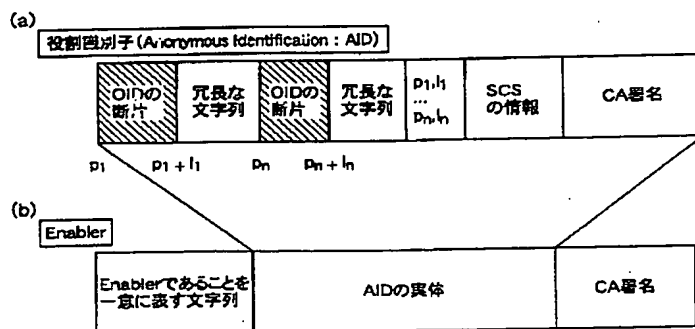 (a)
役割識別子(Anonymous Identification : AID)
OIDの
断片
冗長な
文字列
OIDの
断片
冗長な
文字列
p1,l1
...
pn,ln
SCS
の情報
CA署名
p1
p1 + l1
pn
pn + ln
(b)
Enabler
Enablerであることを
一意に表す文字列
AIDの実体
CA署名